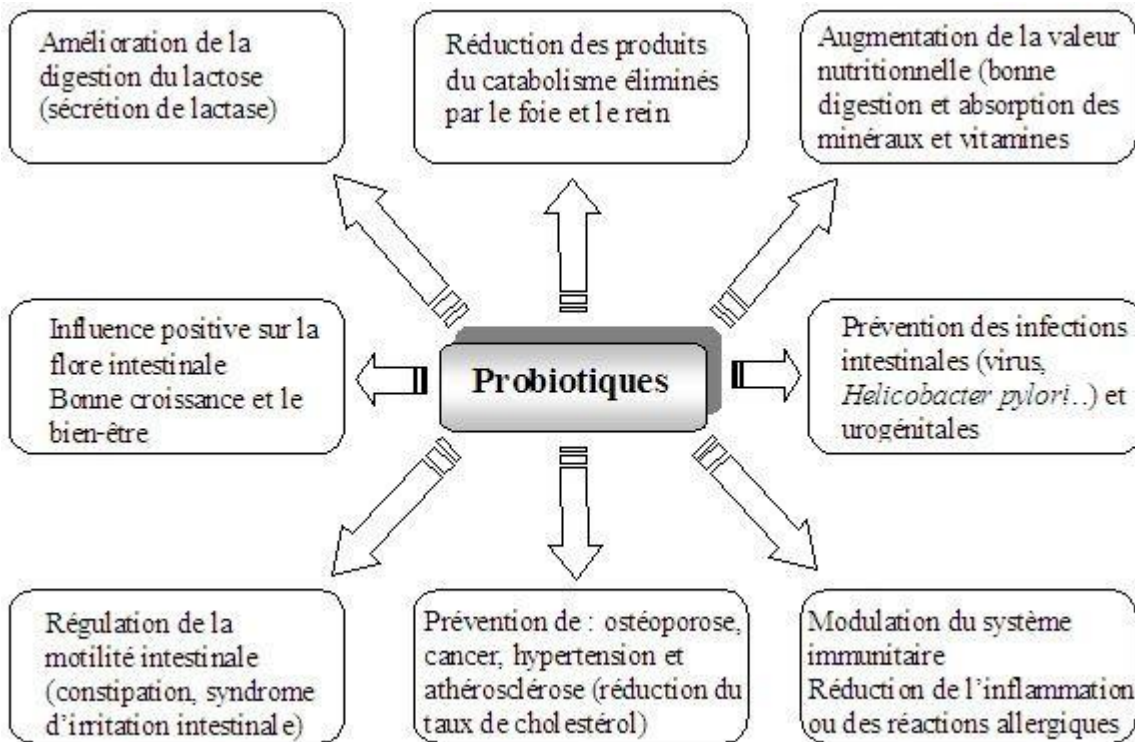 Amélioration de la
digestion du lactose
(sécrétion de lactase)
Réduction des produits
du catabolisme éliminés
par le foie et le rein
Augmentation de la valeur
nutritionnelle (bonne
digestion et absorption des
minéraux et vitamines
Influence positive sur la
flore intestinale
Bonne croissance et le
bien-être
Probiotiques
Prévention des infections
intestinales (virus,
Helicobacter pylori...) et
urogénitales
Régulation de la
motilité intestinale
(constipation, syndrome
d'irritation intestinale)
Prévention de : ostéoporose,
cancer, hypertension et
athérosclérose (réduction du
taux de cholestérol)
Modulation du système
immunitaire
Réduction de l'inflammation
ou des réactions allergiques